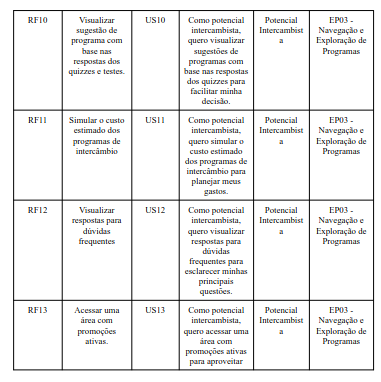 RF10
Visualizar
sugestão de
programa com
base nas
respostas dos
quizzes e testes.
US10
Como potencial
intercambista,
quero visualizar
sugestões de
programas com
base nas respostas
dos quizzes para
facilitar minha
decisão.
Potencial
Intercambist
a
EP03 -
Navegação e
Exploração de
Programas
RF11
Simular o custo
estimado dos
programas de
intercâmbio
US11
Como potencial
intercambista,
quero simular o
custo estimado
dos programas de
intercâmbio para
planejar meus
gastos.
Potencial
Intercambist
a
EP03 -
Navegação e
Exploração de
Programas
RF12
Visualizar
respostas para
dúvidas
frequentes
US12
Como potencial
intercambista,
quero visualizar
respostas para
dúvidas
frequentes para
esclarecer minhas
principais
questões.
Potencial
Intercambist
a
EP03 -
Navegação e
Exploração de
Programas
RF13
Acessar uma
área com
promoções
ativas.
US13
Como potencial
intercambista,
quero acessar uma
área com
promoções ativas
para aproveitar
Potencial
Intercambist
a
EP03 -
Navegação e
Exploração de
Programas